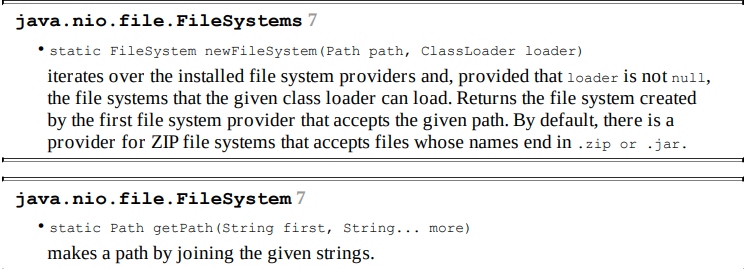 java.nio.file.FileSystems 7
• static FileSystem newFileSystem(Path path, ClassLoader loader)
iterates over the installed file system providers and, provided that loader is not null,
the file systems that the given class loader can load. Returns the file system created
by the first file system provider that accepts the given path. By default, there is a
provider for ZIP file systems that accepts files whose names end in .zip or .jar.
java.nio.file.FileSystem 7
• static Path getPath(String first, String... more)
makes a path by joining the given strings.